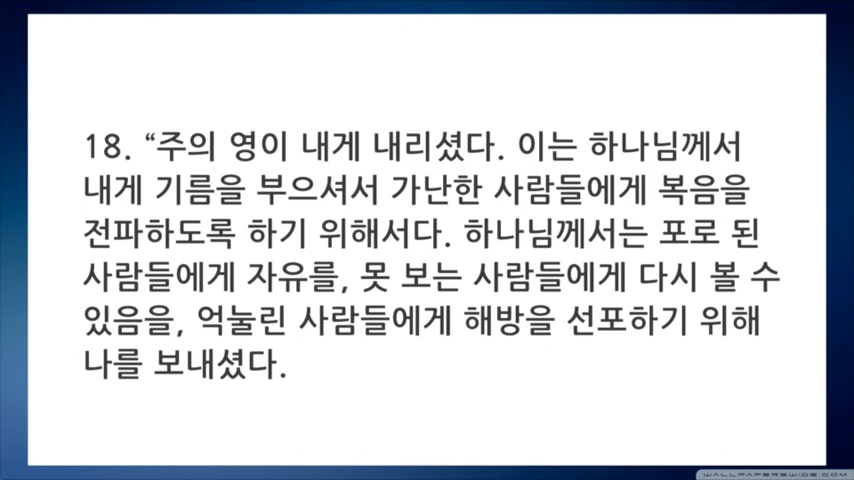 18. “주의 영이 내게 내리셨다. 이는 하나님께서
내게 기름을 부으셔서 가난한 사람들에게 복음을
전파하도록 하기 위해서다. 하나님께서는 포로 된
사람들에게 자유를, 못 보는 사람들에게 다시 볼 수
있음을, 억눌린 사람들에게 해방을 선포하기 위해
나를 보내셨다.
WALLPAPERSWIDE.COM